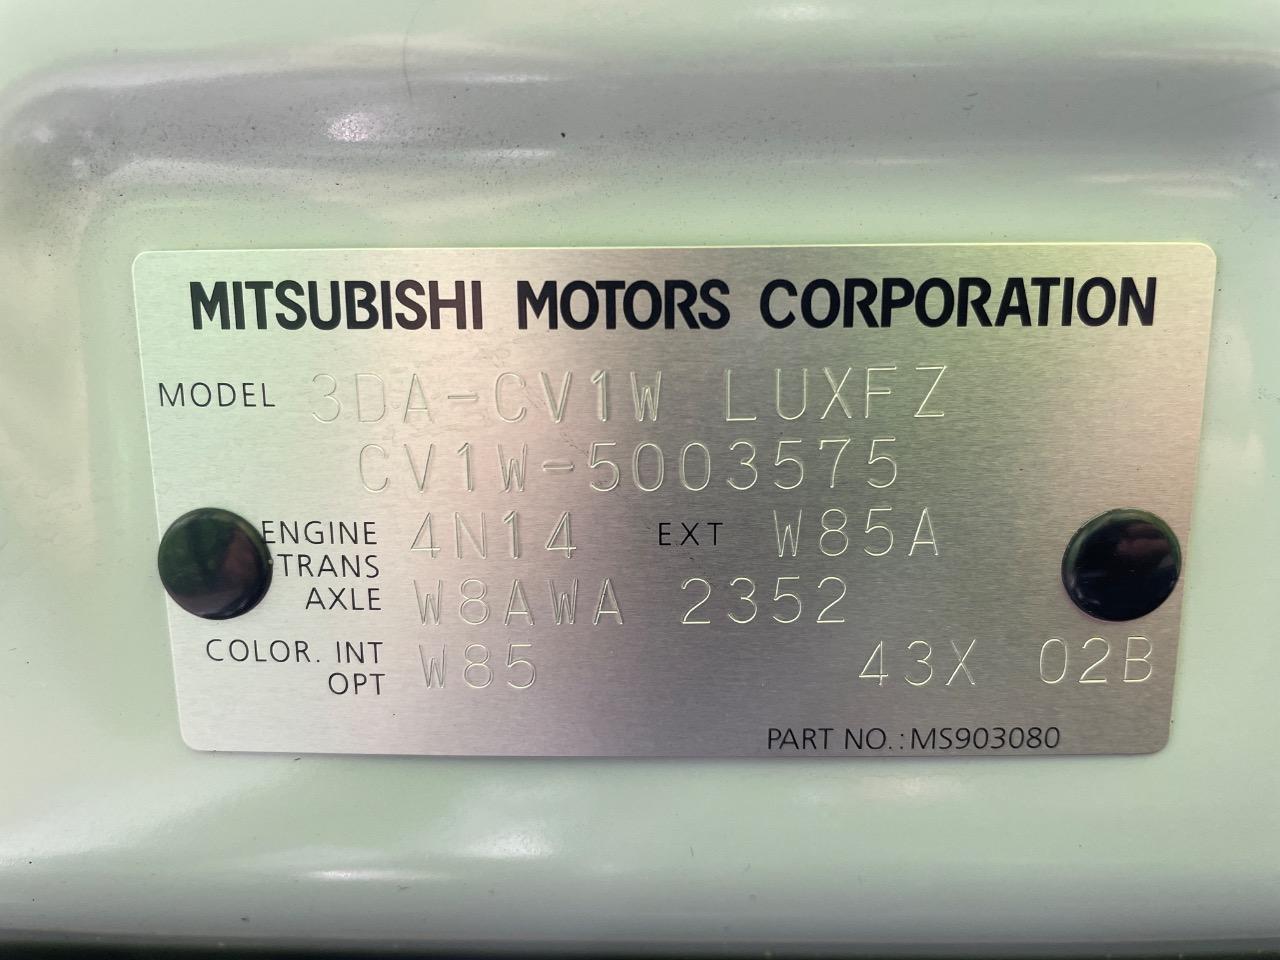 MITSUBISHI MOTORS CORPORATION
MODEL 3DA-CV1W LUXFZ
CV1W-5003575
ENGINE 4N14 EXT W85A
TRANS
AXLE W8AWA 2352
COLOR. INT W85 43X 02B
OPT
PART NO.: MS903080